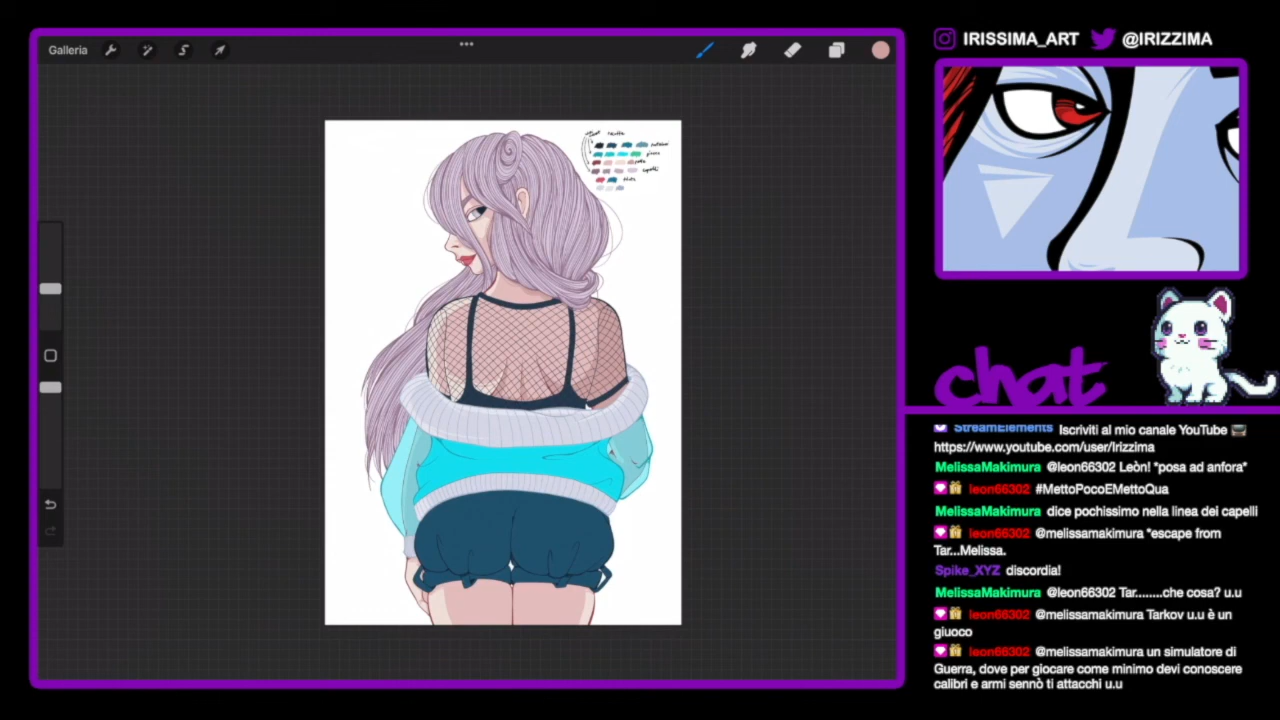 Galleria
IRISSIMA_ART @IRIZZIMA
chat
StreamElements Iscriviti al mio canale YouTube
https://www.youtube.com/user/Irizzima
MelissaMakimura @leon66302 Leòn! *posa ad anfora*
leon66302 #MettoPocoEMettoQua
MelissaMakimura dice pochissimo nella linea dei capelli
leon66302 @melissamakimura *escape from
Tar...Melissa.
Spike_XYZ discordia!
MelissaMakimura @leon66302 Tar........che cosa? u.u
leon66302 @melissamakimura Tarkov u.u è un
giuoco
leon66302 @melissamakimura un simulatore di
Guerra, dove per giocare come minimo devi conoscere
calibri e armi sennò ti attacchi u.u